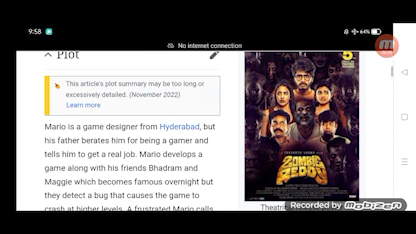 9:58
64%
No internet connection
Plot
This article's plot summary may be too long or
excessively detailed. (November 2022)
Learn more
Mario is a game designer from Hyderabad, but
his father berates him for being a gamer and
tells him to get a real job. Mario develops a
game along with his friends Bhadram and
Maggie which becomes famous overnight but
they detect a bug that causes the game to
crash at higher levels. A frustrated Mario calls
ZOMBIE
REDDY
Theatri
Recorded by mobizen